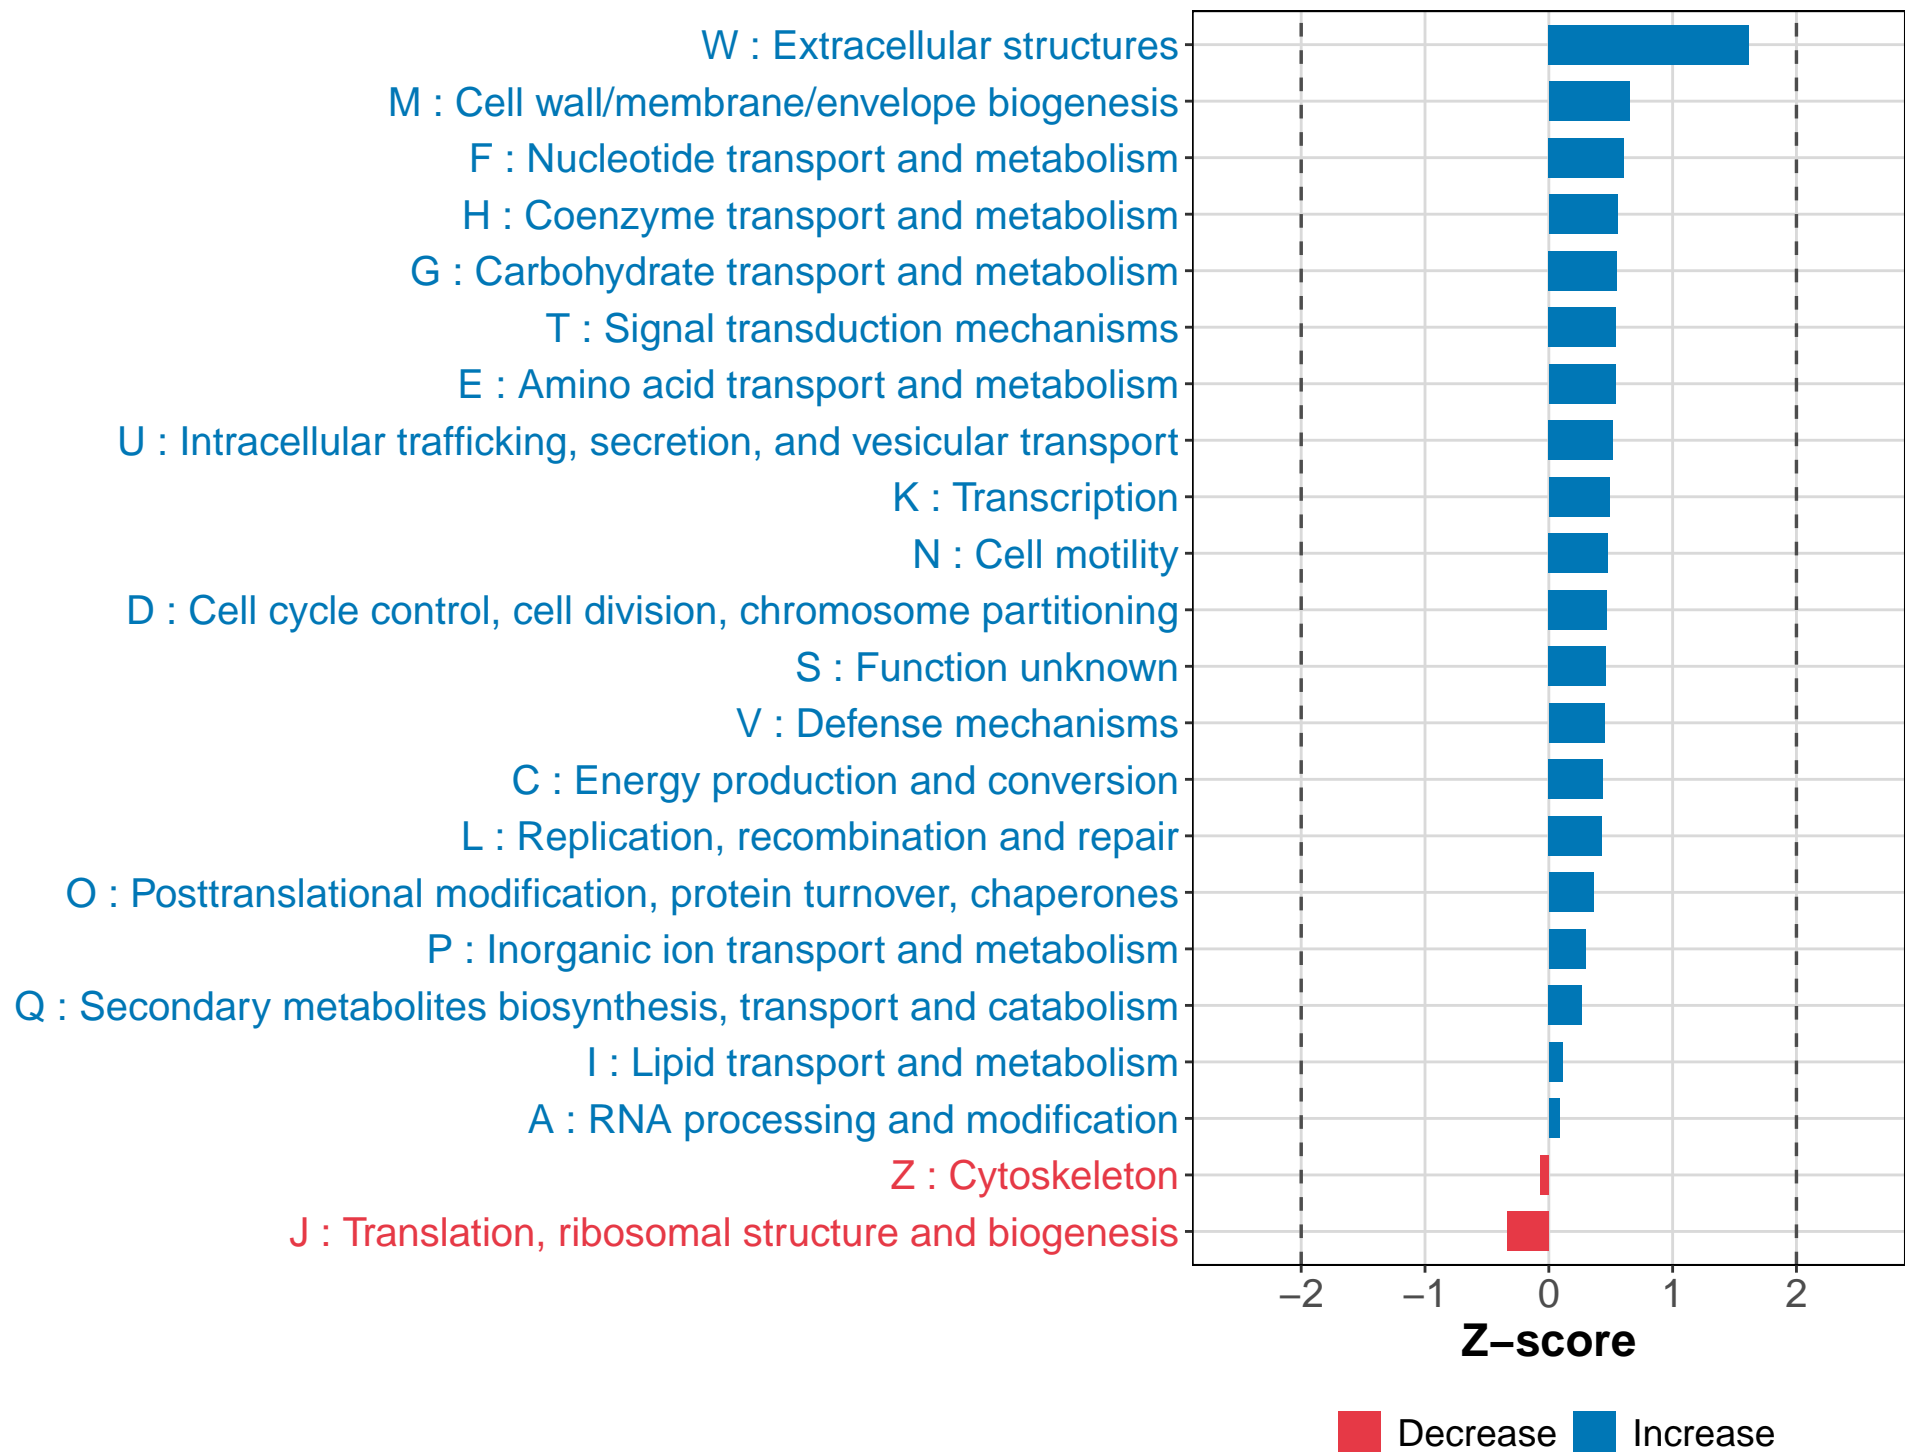 W : Extracellular structures
M : Cell wall/membrane/envelope biogenesis
F : Nucleotide transport and metabolism
H : Coenzyme transport and metabolism
G : Carbohydrate transport and metabolism
T : Signal transduction mechanisms
E : Amino acid transport and metabolism
U : Intracellular trafficking, secretion, and vesicular transport
K : Transcription
N : Cell motility
D : Cell cycle control, cell division, chromosome partitioning
S : Function unknown
V : Defense mechanisms
C : Energy production and conversion
L : Replication, recombination and repair
O : Posttranslational modification, protein turnover, chaperones
P : Inorganic ion transport and metabolism
Q : Secondary metabolites biosynthesis, transport and catabolism
I : Lipid transport and metabolism
A : RNA processing and modification
Z : Cytoskeleton
J : Translation, ribosomal structure and biogenesis
−2 −1 0 1 2
Z−score
Decrease Increase